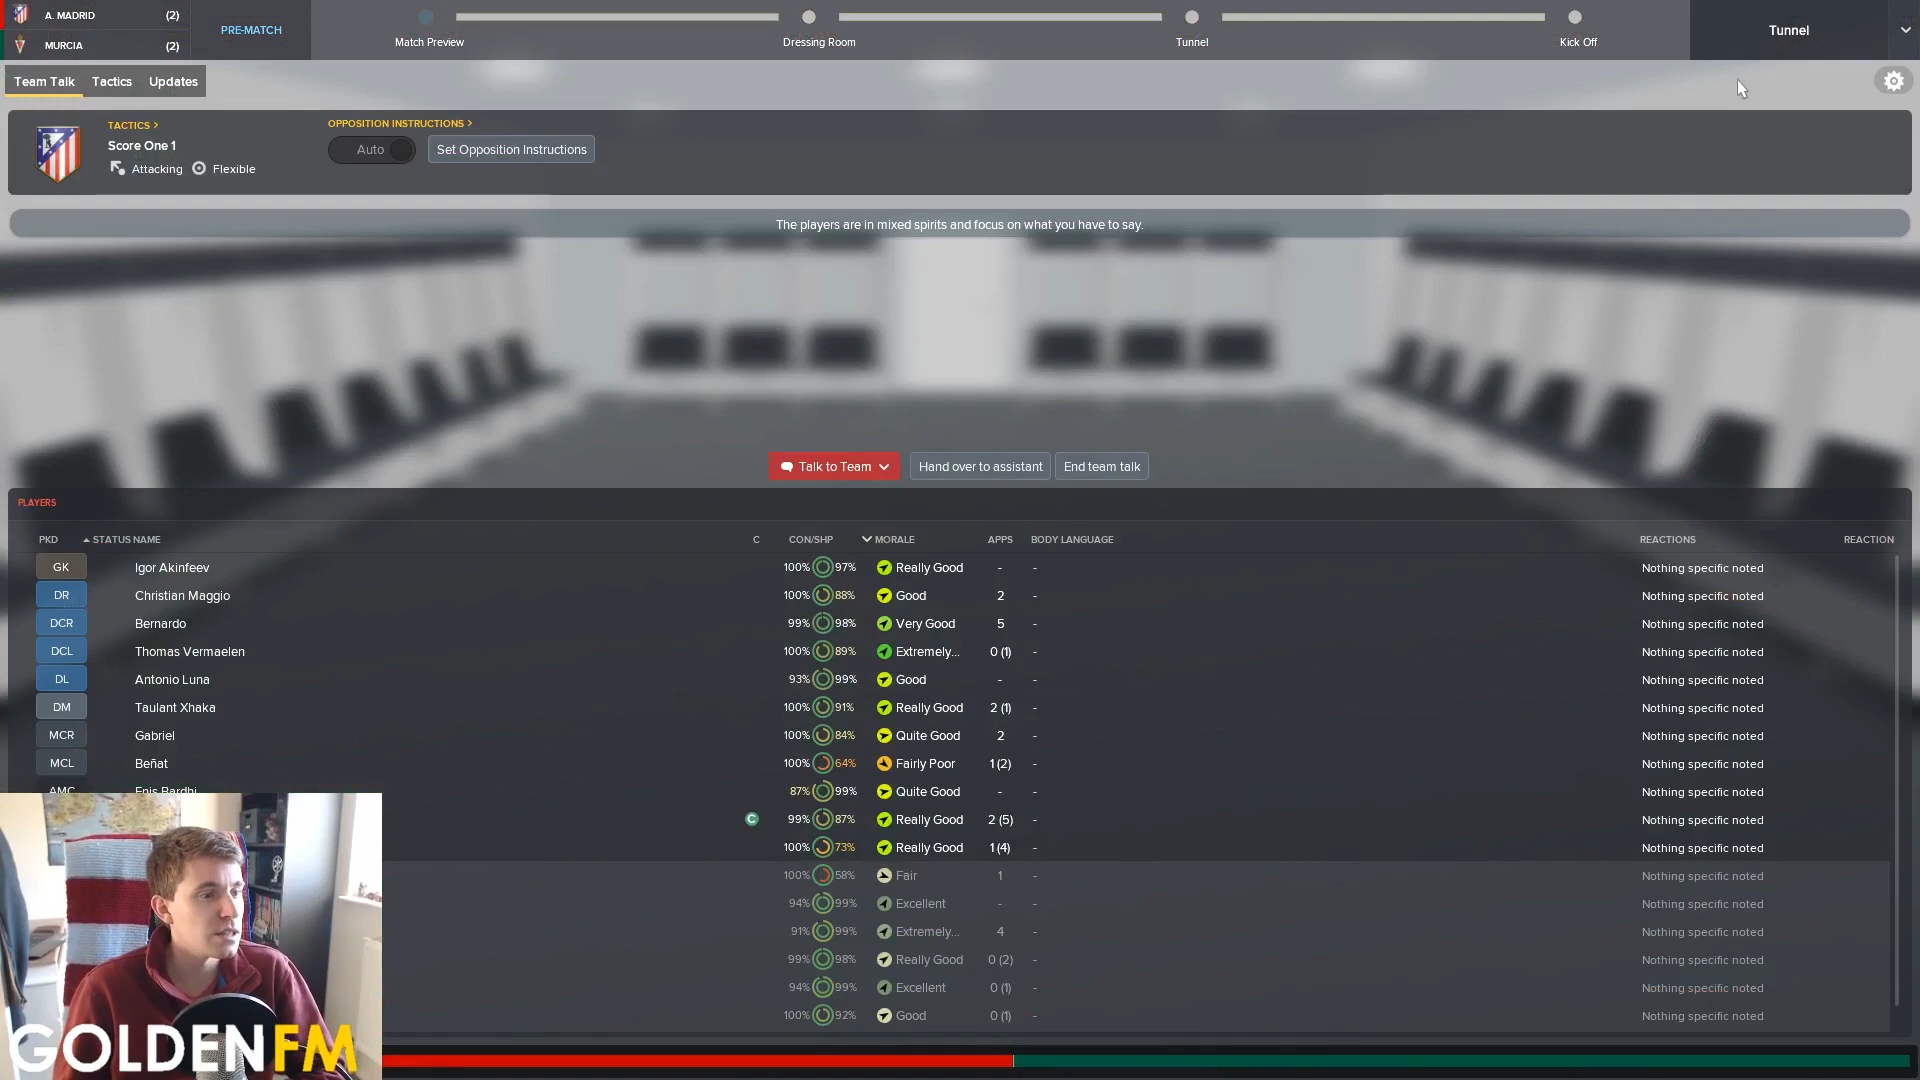 A. MADRID (2)
MURCIA (2)
PRE-MATCH
Match Preview
Dressing Room
Tunnel
Kick Off
Tunnel
Team Talk Tactics Updates
TACTICS >
Score One 1
Attacking Flexible
OPPOSITION INSTRUCTIONS >
Auto Set Opposition Instructions
The players are in mixed spirits and focus on what you have to say.
Talk to Team Hand over to assistant End team talk
PLAYERS
PKD STATUS NAME C CON/SHP MORALE APPS BODY LANGUAGE REACTIONS REACTION
GK Igor Akinfeev 100% 97% Really Good - - Nothing specific noted
DR Christian Maggio 100% 88% Good 2 - Nothing specific noted
DCR Bernardo 99% 98% Very Good 5 - Nothing specific noted
DCL Thomas Vermaelen 100% 89% Extremely... 0 (1) - Nothing specific noted
DL Antonio Luna 93% 99% Good - - Nothing specific noted
DM Taulant Xhaka 100% 91% Really Good 2 (1) - Nothing specific noted
MCR Gabriel 100% 84% Quite Good 2 - Nothing specific noted
MCL Beñat 100% 64% Fairly Poor 1 (2) - Nothing specific noted
AMC Enis Bardhi 87% 99% Quite Good - - Nothing specific noted
C 99% 87% Really Good 2 (5) - Nothing specific noted
100% 73% Really Good 1 (4) - Nothing specific noted
100% 58% Fair 1 - Nothing specific noted
94% 99% Excellent - - Nothing specific noted
91% 99% Extremely... 4 - Nothing specific noted
99% 98% Really Good 0 (2) - Nothing specific noted
94% 99% Excellent 0 (1) - Nothing specific noted
100% 92% Good 0 (1) - Nothing specific noted
GOLDENFM